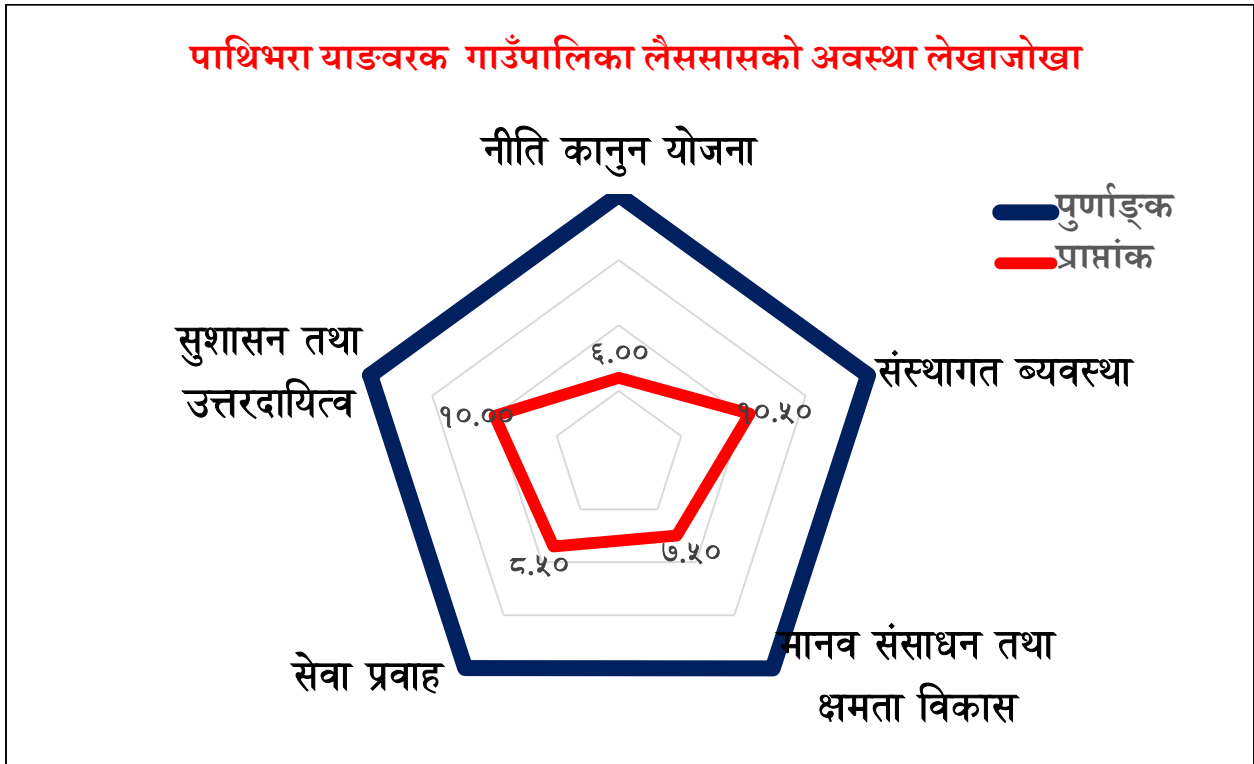 पाथिभरा याङवरक गाउँपालिका लैससासको अवस्था लेखाजोखा
नीति कानुन योजना
पुर्णाङ्क
प्राप्तांक
६.००
सुशासन तथा
उत्तरदायित्व
संस्थागत ब्यवस्था
१०.००
१०.५०
८.५०
७.५०
सेवा प्रवाह
मानव संसाधन तथा
क्षमता विकास